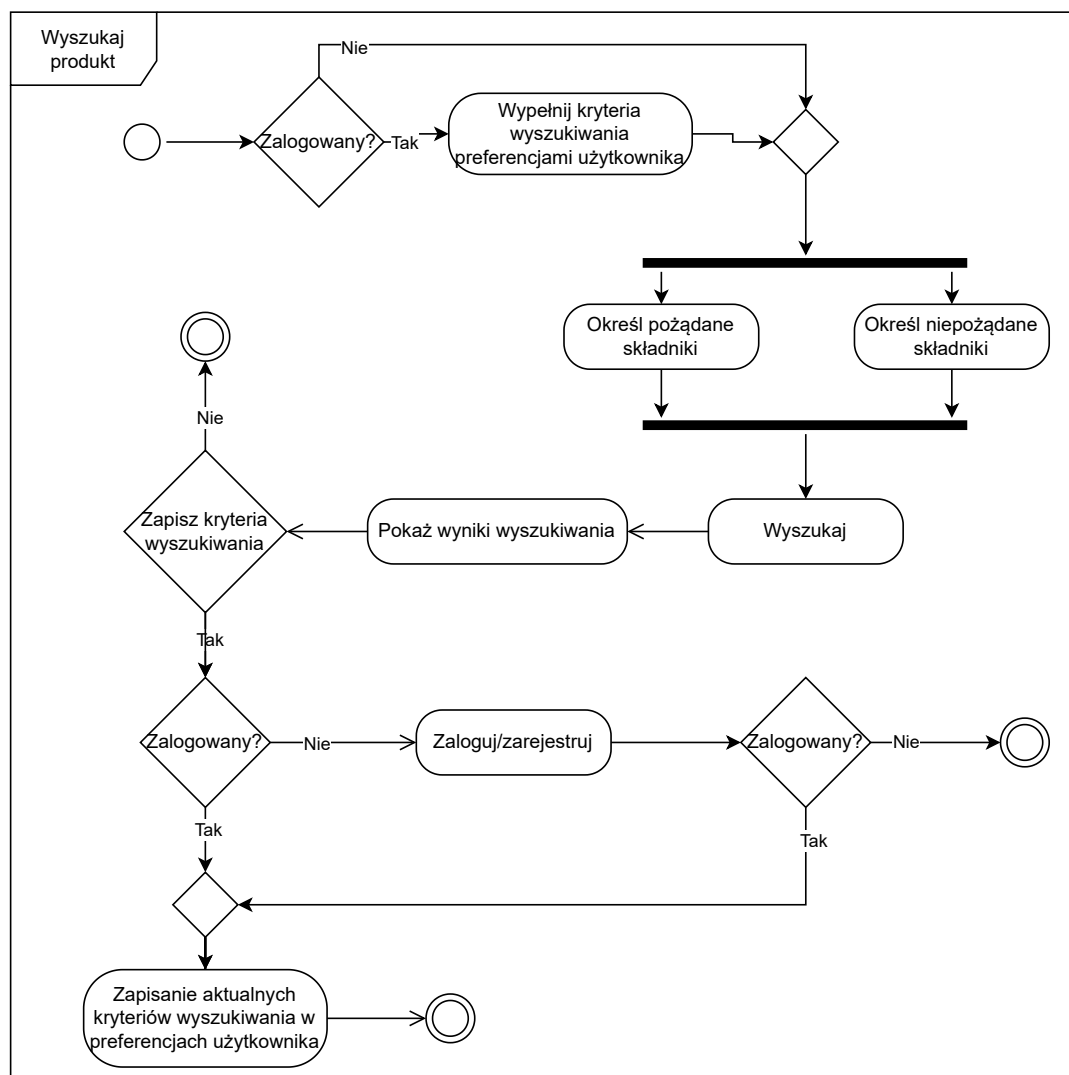 Wyszukaj
produkt
Nie
Zalogowany?
Tak
Wypełnij kryteria
wyszukiwania
preferencjami użytkownika
Określ pożądane
składniki
Określ niepożądane
składniki
Nie
Zapisz kryteria
wyszukiwania
Pokaż wyniki wyszukiwania
Wyszukaj
Tak
Zalogowany?
Nie
Zaloguj/zarejestruj
Zalogowany?
Nie
Tak
Tak
Zapisanie aktualnych
kryteriów wyszukiwania w
preferencjach użytkownika